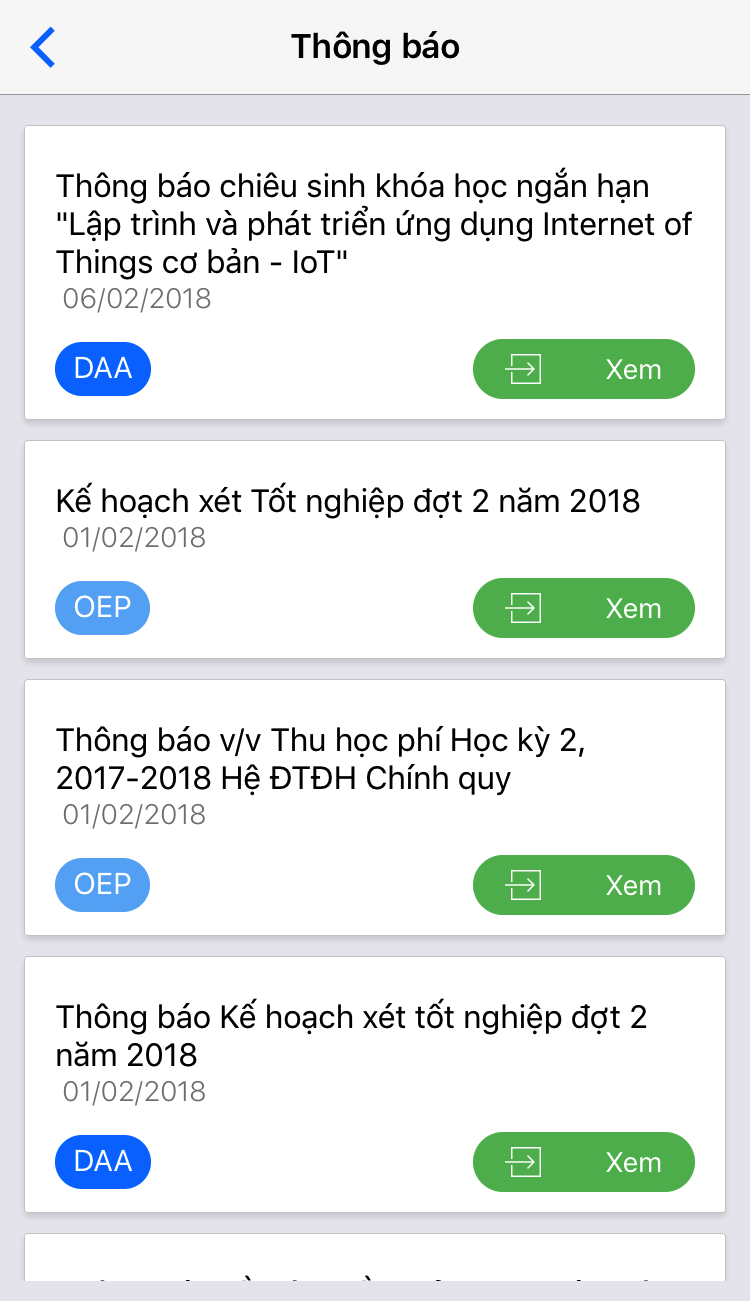 Thông báo
Thông báo chiêu sinh khóa học ngắn hạn
"Lập trình và phát triển ứng dụng Internet of
Things cơ bản - IoT"
06/02/2018
DAA
Xem
Kế hoạch xét Tốt nghiệp đợt 2 năm 2018
01/02/2018
OEP
Xem
Thông báo v/v Thu học phí Học kỳ 2,
2017-2018 Hệ ĐTĐH Chính quy
01/02/2018
OEP
Xem
Thông báo Kế hoạch xét tốt nghiệp đợt 2
năm 2018
01/02/2018
DAA
Xem